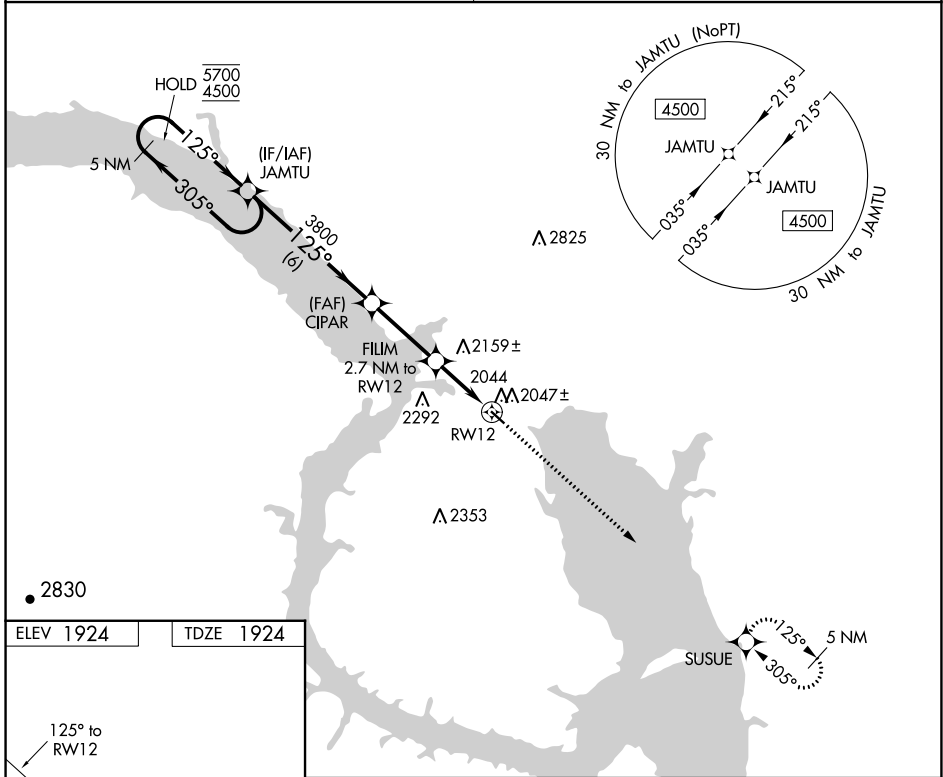 HOLD
5700
4500
5 NM
125°
305°
(IF/IAF)
JAMTU
3800
125°
(6)
(FAF)
CIPAR
FILIM
2.7 NM to
RW12
2825
2159±
2044
2047±
2292
RW12
2353
2830
30 NM to JAMTU (NoPT)
4500
215°
JAMTU
035°
215°
JAMTU
4500
035°
30 NM to JAMTU
SUSUE
125°
5 NM
305°
ELEV 1924
TDZE 1924
125° to
RW12